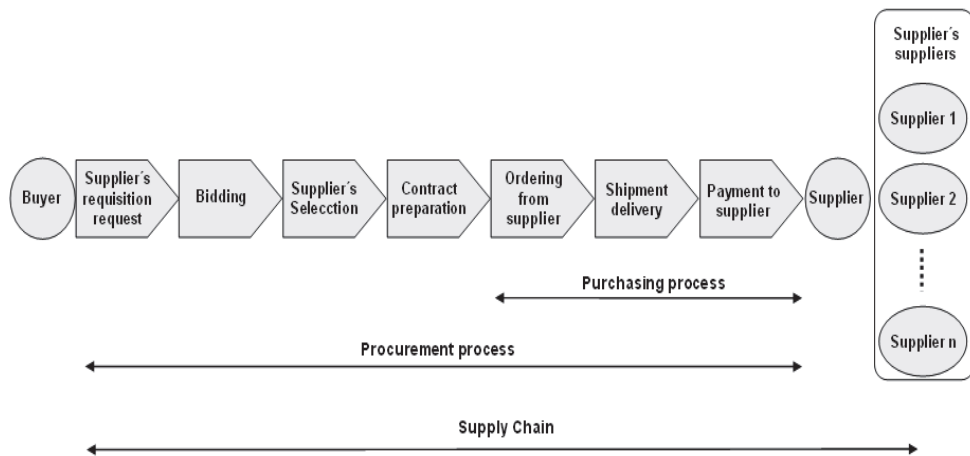 Supplier´s
suppliers
Supplier 1
Buyer
Supplier´s
requisition
request
Bidding
Supplier´s
Selecction
Contract
preparation
Ordering
from
supplier
Shipment
delivery
Payment to
supplier
Supplier
Supplier 2
Supplier n
Purchasing process
Procurement process
Supply Chain